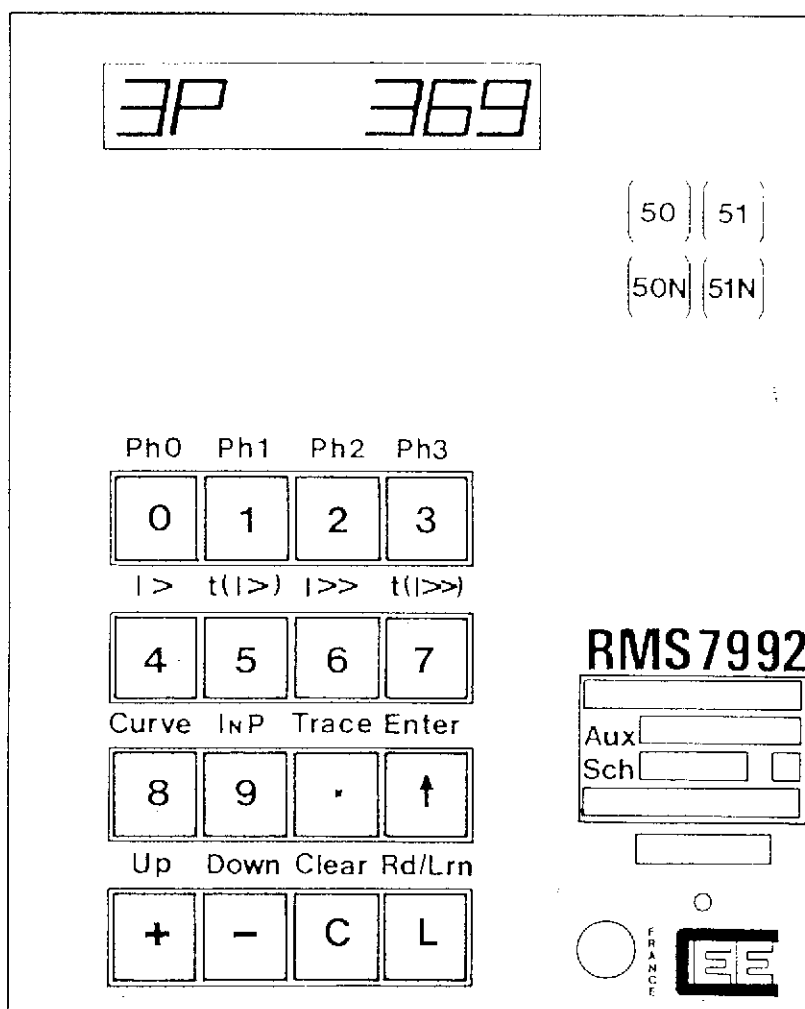 3P 369
50 51
50N 51N
Ph0 Ph1 Ph2 Ph3
0 1 2 3
I> t(I>) I>> t(I>>)
4 5 6 7
RMS7992
Curve INP Trace Enter
Aux
Sch
8 9 . ↑
Up Down Clear Rd/Lrn
+ - C L
FRANCE
CEE